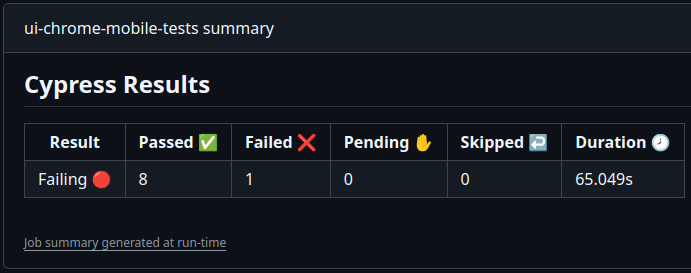 ui-chrome-mobile-tests summary
Cypress Results
Result Passed ✅ Failed ❌ Pending ✋ Skipped ↩️ Duration 🕗
Failing 🔴 8 1 0 0 65.049s
Job summary generated at run-time